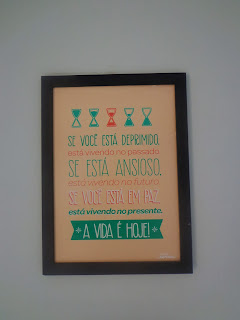 SE VOCÊ ESTÁ DEPRIMIDO,
está vivendo no passado.
SE ESTÁ ANSIOSO,
está vivendo no futuro.
SE VOCÊ ESTÁ EM PAZ,
está vivendo no presente.
A VIDA É HOJE!